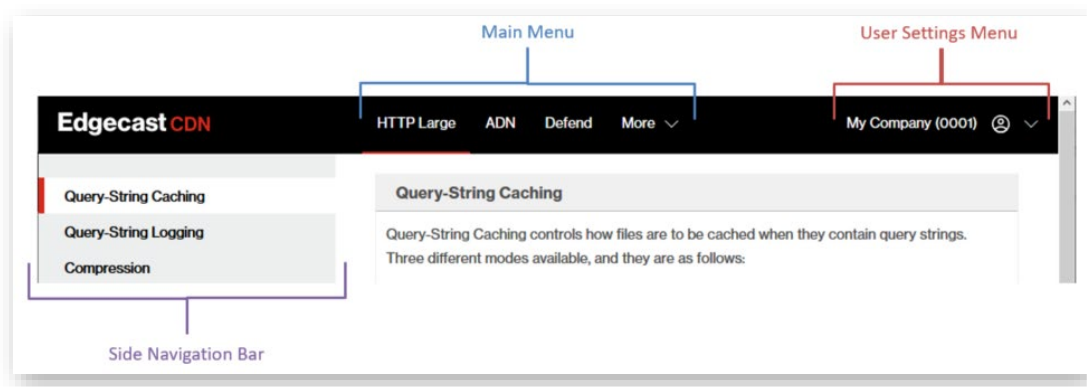 Main Menu
User Settings Menu
Edgecast CDN
HTTP Large
ADN
Defend
More
My Company (0001)
Query-String Caching
Query-String Logging
Compression
Query-String Caching
Query-String Caching controls how files are to be cached when they contain query strings.
Three different modes available, and they are as follows:
Side Navigation Bar